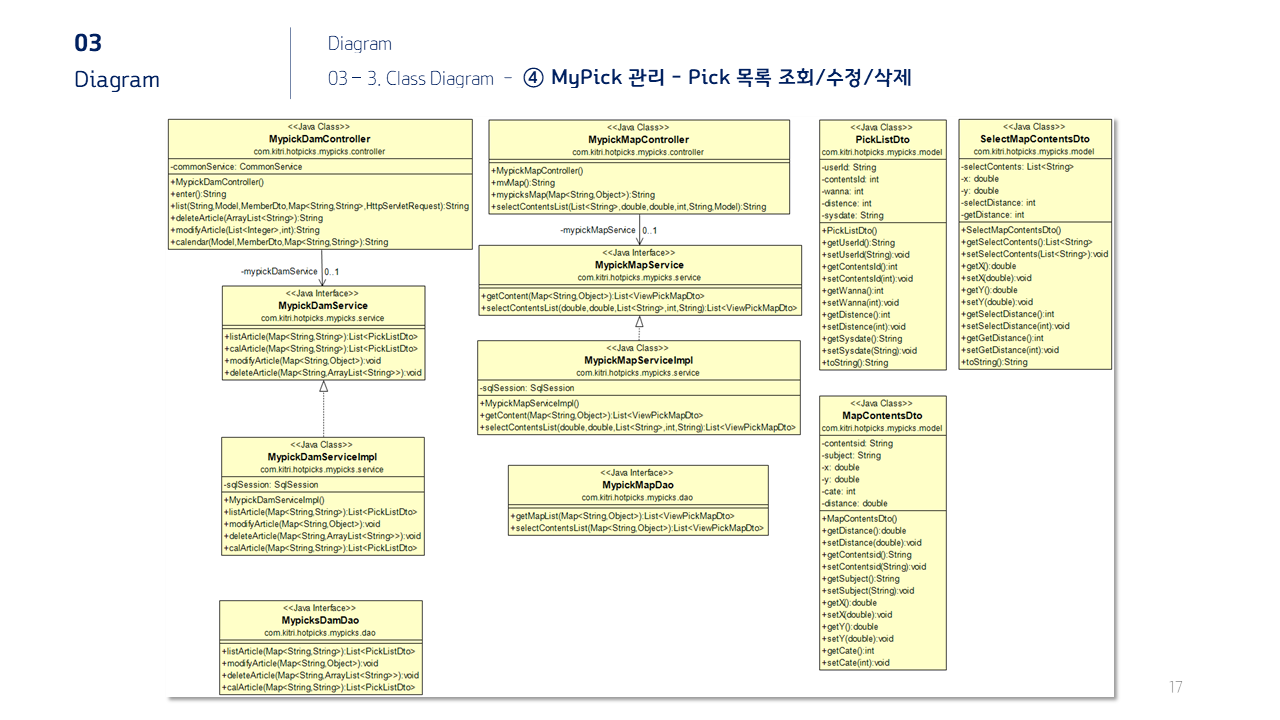 03
Diagram
Diagram
03 – 3. Class Diagram – ④ MyPick 관리 – Pick 목록 조회/수정/삭제
<<Java Class>>
MypickDamController
com.kitri.hotpicks.mypicks.controller
-commonService: CommonService
+MypickDamController()
+enter():String
+list(String,Model,MemberDto,Map<String,String>,HttpServletRequest):String
+deleteArticle(ArrayList<String>):String
+modifyArticle(List<Integer>,int):String
+calendar(Model,MemberDto,Map<String,String>):String
-mypickDamService 0..1
<<Java Interface>>
MypickDamService
com.kitri.hotpicks.mypicks.service
+listArticle(Map<String,String>):List<PickListDto>
+calArticle(Map<String,String>):List<PickListDto>
+modifyArticle(Map<String,Object>):void
+deleteArticle(Map<String,ArrayList<String>>):void
<<Java Class>>
MypickDamServiceImpl
com.kitri.hotpicks.mypicks.service
-sqlSession: SqlSession
+MypickDamServiceImpl()
+listArticle(Map<String,String>):List<PickListDto>
+modifyArticle(Map<String,Object>):void
+deleteArticle(Map<String,ArrayList<String>>):void
+calArticle(Map<String,String>):List<PickListDto>
<<Java Interface>>
MypicksDamDao
com.kitri.hotpicks.mypicks.dao
+listArticle(Map<String,String>):List<PickListDto>
+modifyArticle(Map<String,Object>):void
+deleteArticle(Map<String,ArrayList<String>>):void
+calArticle(Map<String,String>):List<PickListDto>
<<Java Class>>
MypickMapController
com.kitri.hotpicks.mypicks.controller
+MypickMapController()
+mvMap():String
+mypicksMap(Map<String,Object>):String
+selectContentsList(List<String>,double,double,int,String,Model):String
-mypickMapService 0..1
<<Java Interface>>
MypickMapService
com.kitri.hotpicks.mypicks.service
+getContent(Map<String,Object>):List<ViewPickMapDto>
+selectContentsList(double,double,List<String>,int,String):List<ViewPickMapDto>
<<Java Class>>
MypickMapServiceImpl
com.kitri.hotpicks.mypicks.service
-sqlSession: SqlSession
+MypickMapServiceImpl()
+getContent(Map<String,Object>):List<ViewPickMapDto>
+selectContentsList(double,double,List<String>,int,String):List<ViewPickMapDto>
<<Java Interface>>
MypickMapDao
com.kitri.hotpicks.mypicks.dao
+getMapList(Map<String,Object>):List<ViewPickMapDto>
+selectContentsList(Map<String,Object>):List<ViewPickMapDto>
<<Java Class>>
PickListDto
com.kitri.hotpicks.mypicks.model
-userId: String
-contentsId: int
-wanna: int
-distence: int
-sysdate: String
+PickListDto()
+getUserId():String
+setUserId(String):void
+getContentsId():int
+setContentsId(int):void
+getWanna():int
+setWanna(int):void
+getDistence():int
+setDistence(int):void
+getSysdate():String
+setSysdate(String):void
+toString():String
<<Java Class>>
SelectMapContentsDto
com.kitri.hotpicks.mypicks.model
-selectContents: List<String>
-x: double
-y: double
-selectDistance: int
-getDistance: int
+SelectMapContentsDto()
+getSelectContents():List<String>
+setSelectContents(List<String>):void
+getX():double
+setX(double):void
+getY():double
+setY(double):void
+getSelectDistance():int
+setSelectDistance(int):void
+getGetDistance():int
+setGetDistance(int):void
+toString():String
<<Java Class>>
MapContentsDto
com.kitri.hotpicks.mypicks.model
-contentsid: String
-subject: String
-x: double
-y: double
-cate: int
-distance: double
+MapContentsDto()
+getDistance():double
+setDistance(double):void
+getContentsid():String
+setContentsid(String):void
+getSubject():String
+setSubject(String):void
+getX():double
+setX(double):void
+getY():double
+setY(double):void
+getCate():int
+setCate(int):void
17